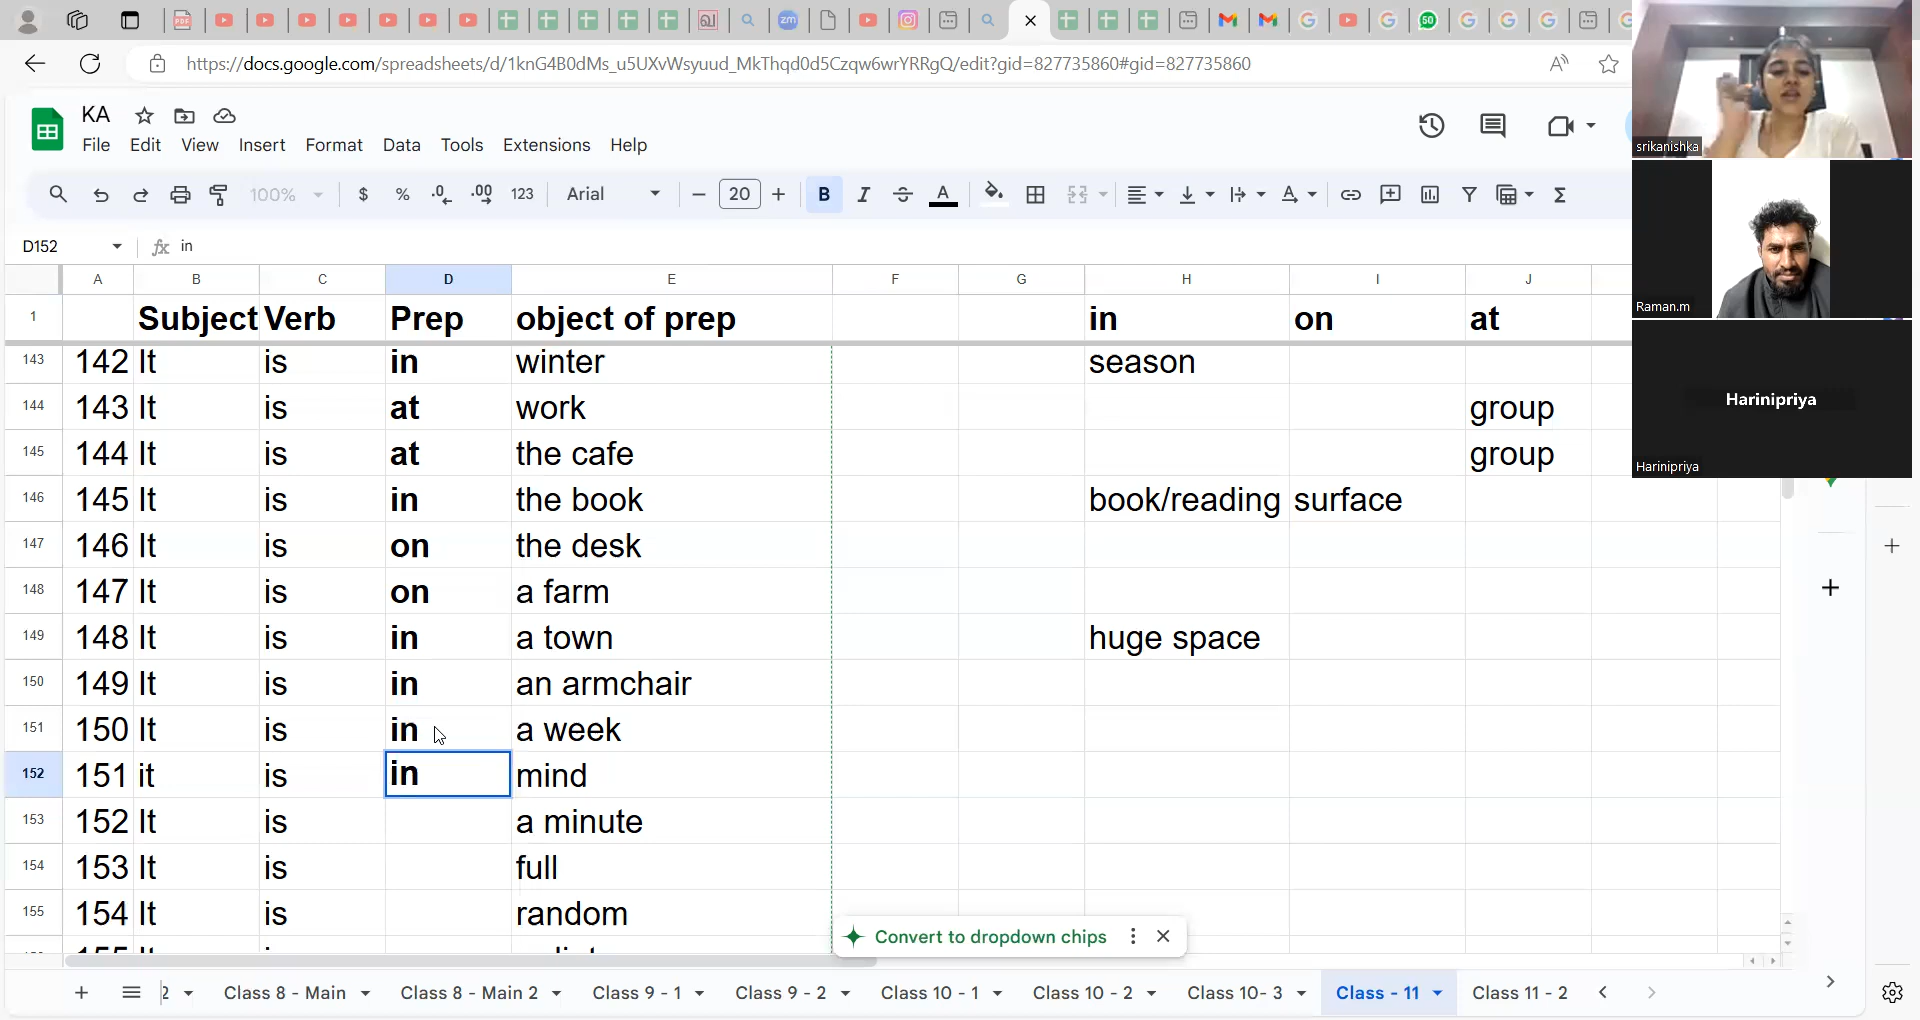 https://docs.google.com/spreadsheets/d/1knG4B0dMs_u5UXvWsyuud_MkThqd0d5Czqw6wrYRRgQ/edit?gid=827735860#gid=827735860
KA
File Edit View Insert Format Data Tools Extensions Help
100% $ % .0 .00 123 Arial 20 B I S A
D152 fx in
A B C D E F G H I J
1 Subject Verb Prep object of prep in on at
143 142 It is in winter season
144 143 It is at work group
145 144 It is at the cafe group
146 145 It is in the book book/reading surface
147 146 It is on the desk
148 147 It is on a farm
149 148 It is in a town huge space
150 149 It is in an armchair
151 150 It is in a week
152 151 it is in mind
153 152 It is a minute
154 153 It is full
155 154 It is random
Convert to dropdown chips
2 Class 8 - Main Class 8 - Main 2 Class 9 - 1 Class 9 - 2 Class 10 - 1 Class 10 - 2 Class 10- 3 Class - 11 Class 11 - 2
srikanishka
Raman.m
Harinipriya
Harinipriya